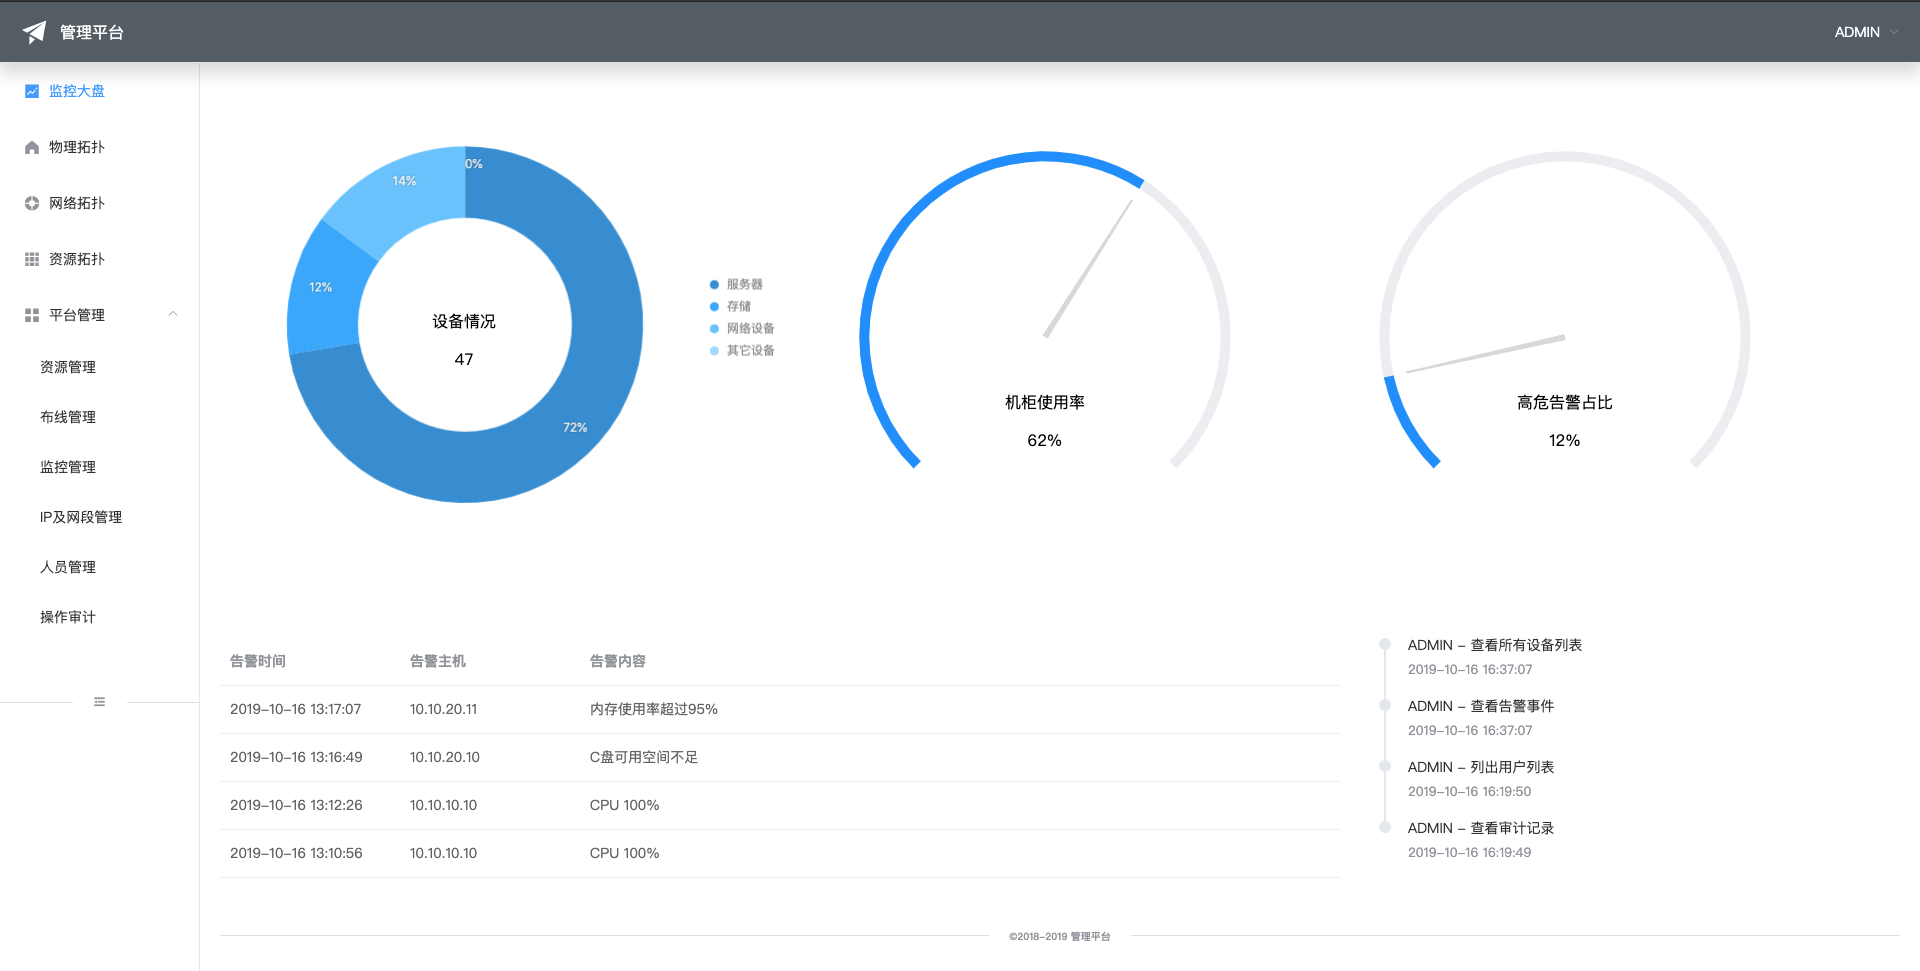 管理平台
ADMIN
监控大盘
物理拓扑
网络拓扑
资源拓扑
平台管理
资源管理
布线管理
监控管理
IP及网段管理
人员管理
操作审计
0%
14%
12%
72%
设备情况
47
服务器
存储
网络设备
其它设备
机柜使用率
62%
高危告警占比
12%
告警时间 告警主机 告警内容
2019-10-16 13:17:07 10.10.20.11 内存使用率超过95%
2019-10-16 13:16:49 10.10.20.10 C盘可用空间不足
2019-10-16 13:12:26 10.10.10.10 CPU 100%
2019-10-16 13:10:56 10.10.10.10 CPU 100%
ADMIN - 查看所有设备列表
2019-10-16 16:37:07
ADMIN - 查看告警事件
2019-10-16 16:37:07
ADMIN - 列出用户列表
2019-10-16 16:19:50
ADMIN - 查看审计记录
2019-10-16 16:19:49
©2018-2019 管理平台